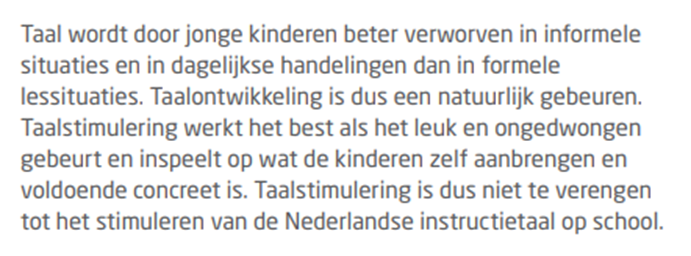 Taal wordt door jonge kinderen beter verworven in informele
situaties en in dagelijkse handelingen dan in formele
lessituaties. Taalontwikkeling is dus een natuurlijk gebeuren.
Taalstimulering werkt het best als het leuk en ongedwongen
gebeurt en inspeelt op wat de kinderen zelf aanbrengen en
voldoende concreet is. Taalstimulering is dus niet te verengen
tot het stimuleren van de Nederlandse instructietaal op school.